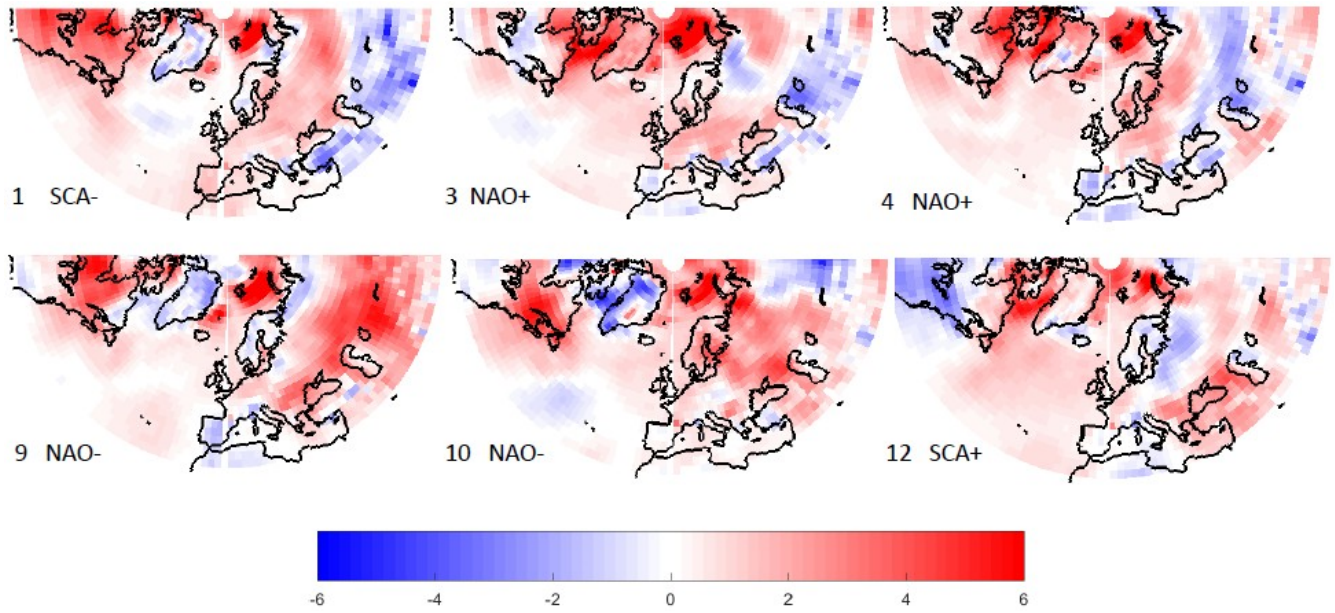 1 SCA-
3 NAO+
4 NAO+
9 NAO-
10 NAO-
12 SCA+
-6 -4 -2 0 2 4 6